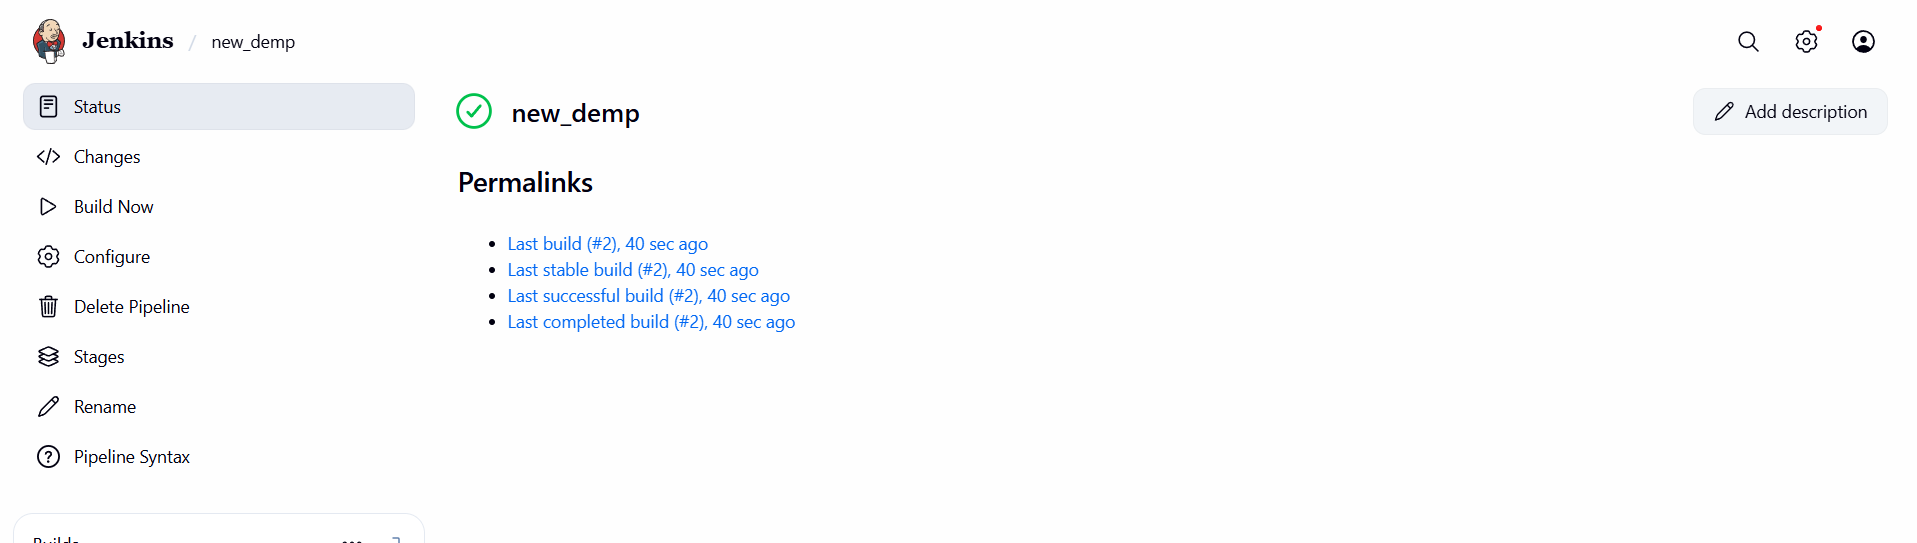 Jenkins / new_demp
Status
Changes
Build Now
Configure
Delete Pipeline
Stages
Rename
Pipeline Syntax
Builds
new_demp
Add description
Permalinks
Last build (#2), 40 sec ago
Last stable build (#2), 40 sec ago
Last successful build (#2), 40 sec ago
Last completed build (#2), 40 sec ago